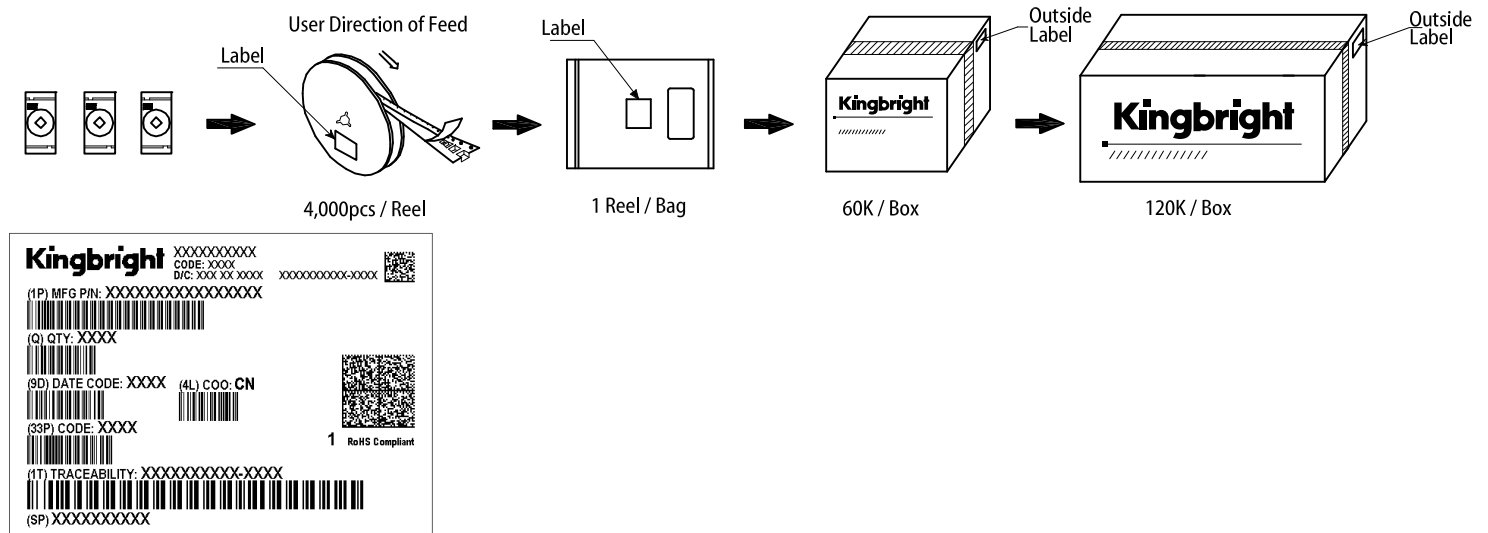 User Direction of Feed
Label
Label
Outside
Label
Outside
Label
Kingbright
Kingbright
4,000pcs / Reel
1 Reel / Bag
60K / Box
120K / Box
Kingbright
XXXXXXXXXX
CODE: XXXX
D/C: XXX XX XXXX
XXXXXXXXXX-XXXX
(1P) MFG P/N: XXXXXXXXXXXXXXXX
(Q) QTY: XXXX
(9D) DATE CODE: XXXX
(4L) COO: CN
(33P) CODE: XXXX
1
RoHS Compliant
(1T) TRACEABILITY: XXXXXXXXXX-XXXX
(SP) XXXXXXXXXX